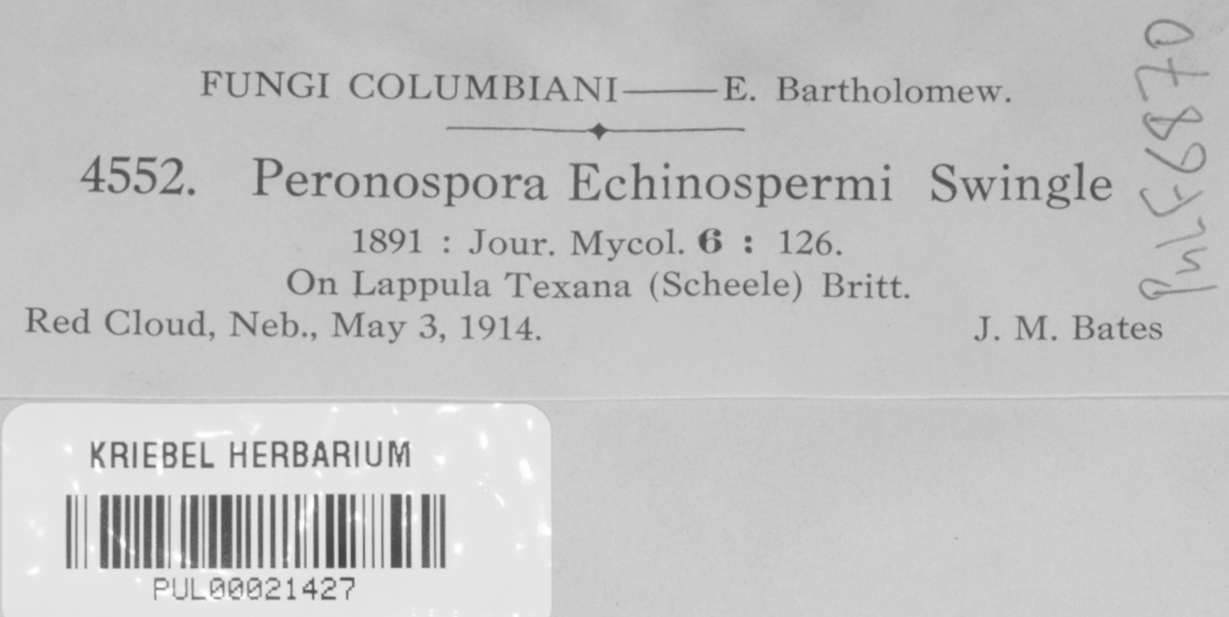 FUNGI COLUMBIANI——E. Bartholomew.
4552. Peronospora Echinospermi Swingle
1891 : Jour. Mycol. 6 : 126.
On Lappula Texana (Scheele) Britt.
Red Cloud, Neb., May 3, 1914. J. M. Bates
KRIEBEL HERBARIUM
PUL00021427